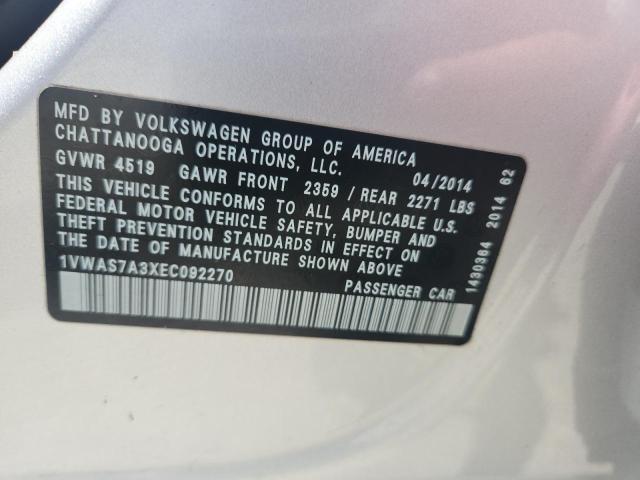 MFD BY VOLKSWAGEN GROUP OF AMERICA
CHATTANOOGA OPERATIONS, LLC. 04/2014
GVWR 4519 GAWR FRONT 2359 / REAR 2271 LBS
THIS VEHICLE CONFORMS TO ALL APPLICABLE U.S.
FEDERAL MOTOR VEHICLE SAFETY, BUMPER AND
THEFT PREVENTION STANDARDS IN EFFECT ON
THE DATE OF MANUFACTURE SHOWN ABOVE
1VWAS7A3XEC092270 PASSENGER CAR
1430364 2014 62